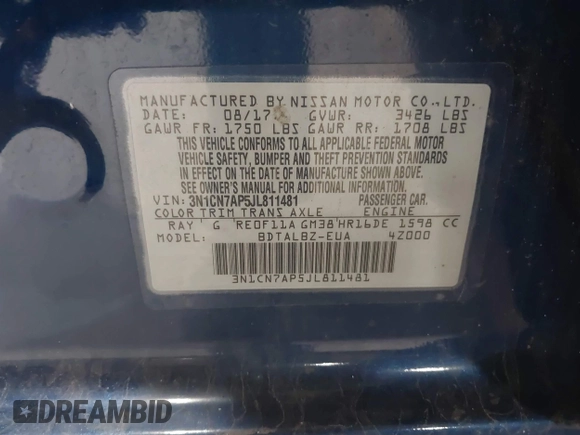 MANUFACTURED BY NISSAN MOTOR CO.,LTD.
DATE: 08/17 GVWR: 3426 LBS
GAWR FR: 1750 LBS GAWR RR: 1708 LBS
THIS VEHICLE CONFORMS TO ALL APPLICABLE FEDERAL MOTOR
VEHICLE SAFETY, BUMPER AND THEFT PREVENTION STANDARDS
IN EFFECT ON THE DATE OF MANUFACTURE SHOWN ABOVE.
SEE OWNER'S MANUAL FOR ADDITIONAL INFORMATION.
VIN: 3N1CN7AP5JL811481 PASSENGER CAR.
COLOR TRIM TRANS AXLE ENGINE
RAY G RE0F11A GM38 HR16DE 1598 CC
MODEL: BDTALBZ-EUA 4Z000
3N1CN7AP5JL811481
DREAMBID